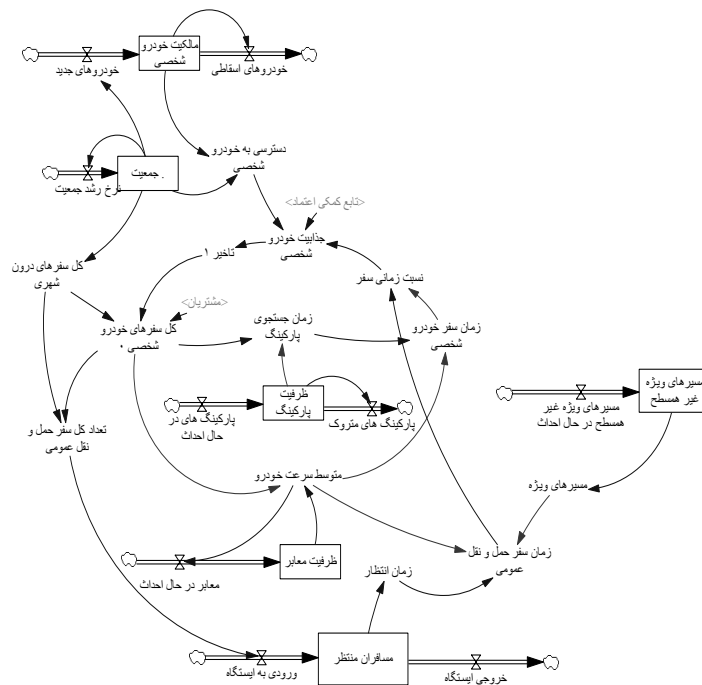 مالکیت خودرو
شخصی
خودروهای جدید
خودروهای اسقاطی
دسترسی به خودرو
شخصی
جمعیت .
نرخ رشد جمعیت
<تابع کمکی اعتماد>
جذابیت خودرو
شخصی
تاخیر ۱
کل سفرهای درون
شهری
نسبت زمانی سفر
<مشتریان>
کل سفرهای خودرو
شخصی ۰
زمان جستجوی
پارکینگ
زمان سفر خودرو
شخصی
مسیرهای ویژه
غیر همسطح
مسیرهای ویژه غیر
همسطح در حال احداث
ظرفیت
پارکینگ
پارکینگ های در
حال احداث
پارکینگ های متروک
تعداد کل سفر حمل و
نقل عمومی
متوسط سرعت خودرو
مسیرهای ویژه
زمان سفر حمل و نقل
عمومی
ظرفیت معابر
معابر در حال احداث
زمان انتظار
مسافران منتظر
ورودی به ایستگاه
خروجی ایستگاه